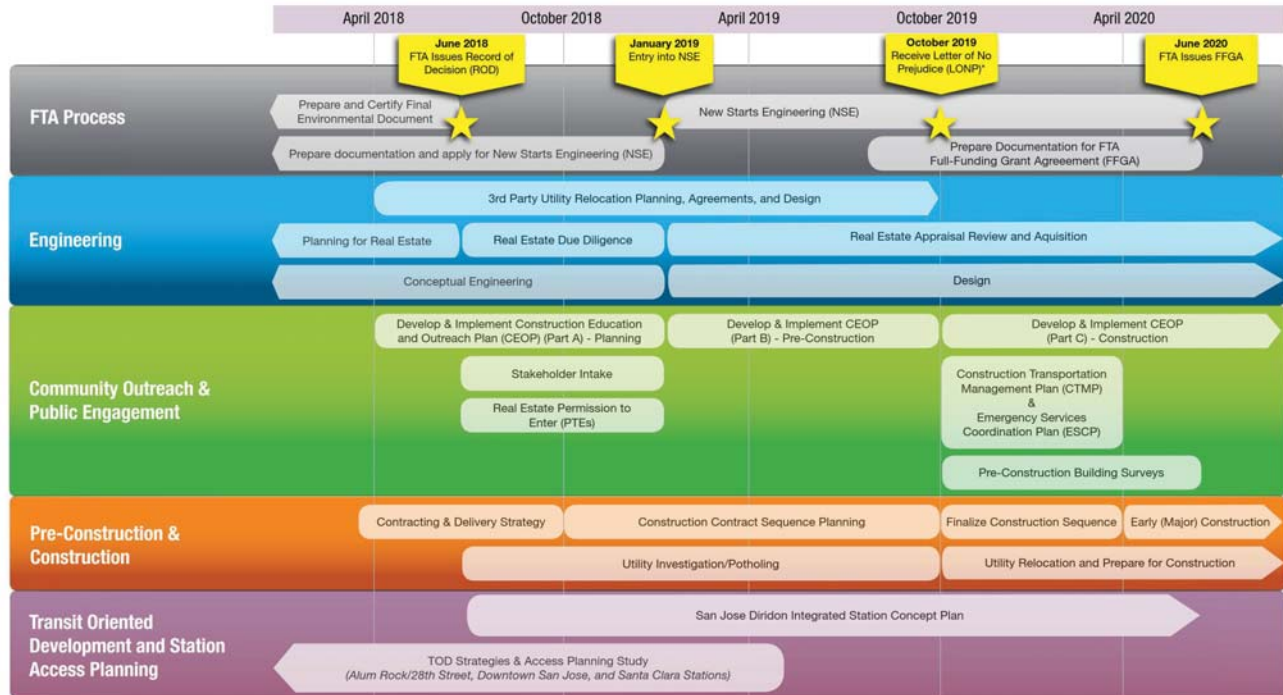 April 2018
October 2018
April 2019
October 2019
April 2020
June 2018
FTA Issues Record of
Decision (ROD)
January 2019
Entry into NSE
October 2019
Receive Letter of No
Prejudice (LONP)*
June 2020
FTA Issues FFGA
FTA Process
Prepare and Certify Final
Environmental Document
New Starts Engineering (NSE)
Prepare documentation and apply for New Starts Engineering (NSE)
Prepare Documentation for FTA
Full-Funding Grant Agreeement (FFGA)
Engineering
3rd Party Utility Relocation Planning, Agreements, and Design
Planning for Real Estate
Real Estate Due Diligence
Real Estate Appraisal Review and Aquisition
Conceptual Engineering
Design
Community Outreach &
Public Engagement
Develop & Implement Construction Education
and Outreach Plan (CEOP) (Part A) - Planning
Develop & Implement CEOP
(Part B) - Pre-Construction
Develop & Implement CEOP
(Part C) - Construction
Stakeholder Intake
Real Estate Permission to
Enter (PTEs)
Construction Transportation
Management Plan (CTMP)
&
Emergency Services
Coordination Plan (ESCP)
Pre-Construction Building Surveys
Pre-Construction &
Construction
Contracting & Delivery Strategy
Construction Contract Sequence Planning
Finalize Construction Sequence
Early (Major) Construction
Utility Investigation/Potholing
Utility Relocation and Prepare for Construction
Transit Oriented
Development and Station
Access Planning
San Jose Diridon Integrated Station Concept Plan
TOD Strategies & Access Planning Study
(Alum Rock/28th Street, Downtown San Jose, and Santa Clara Stations)